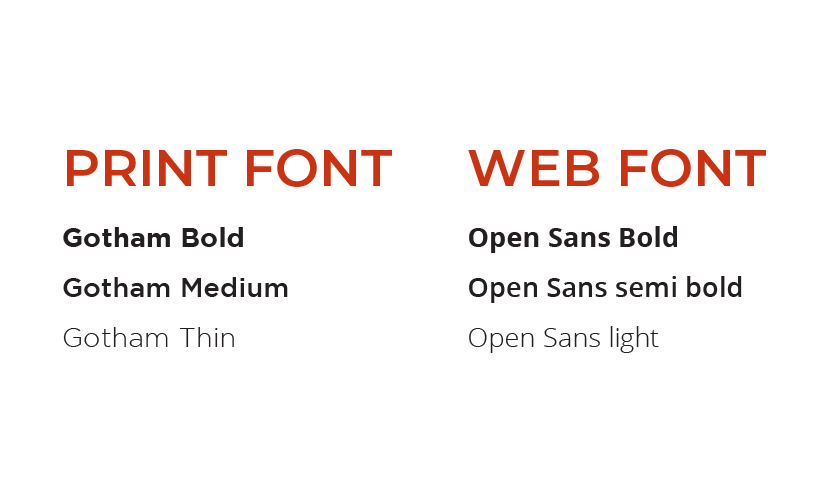 PRINT FONT
Gotham Bold
Gotham Medium
Gotham Thin
WEB FONT
Open Sans Bold
Open Sans semi bold
Open Sans light